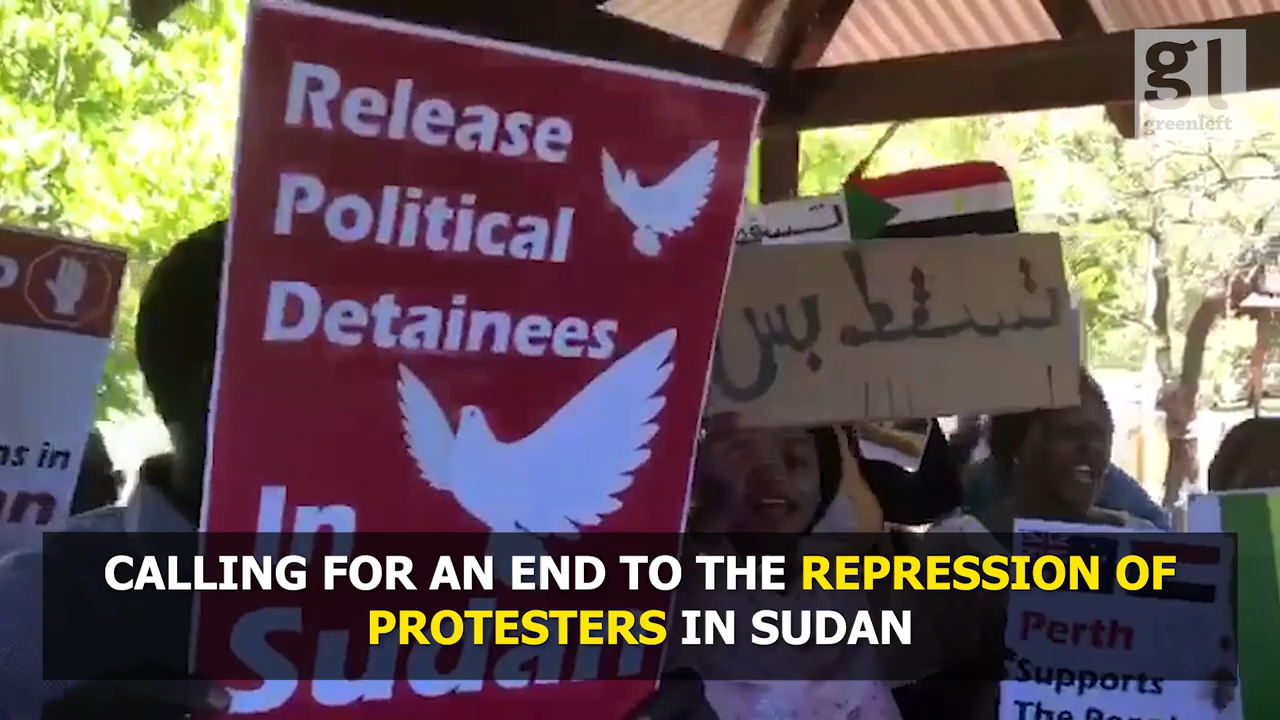 gl
greenleft
Release
Political
Detainees
In
Sudan
تسقط بس
ns in
an
Perth
Supports
The
CALLING FOR AN END TO THE REPRESSION OF
PROTESTERS IN SUDAN